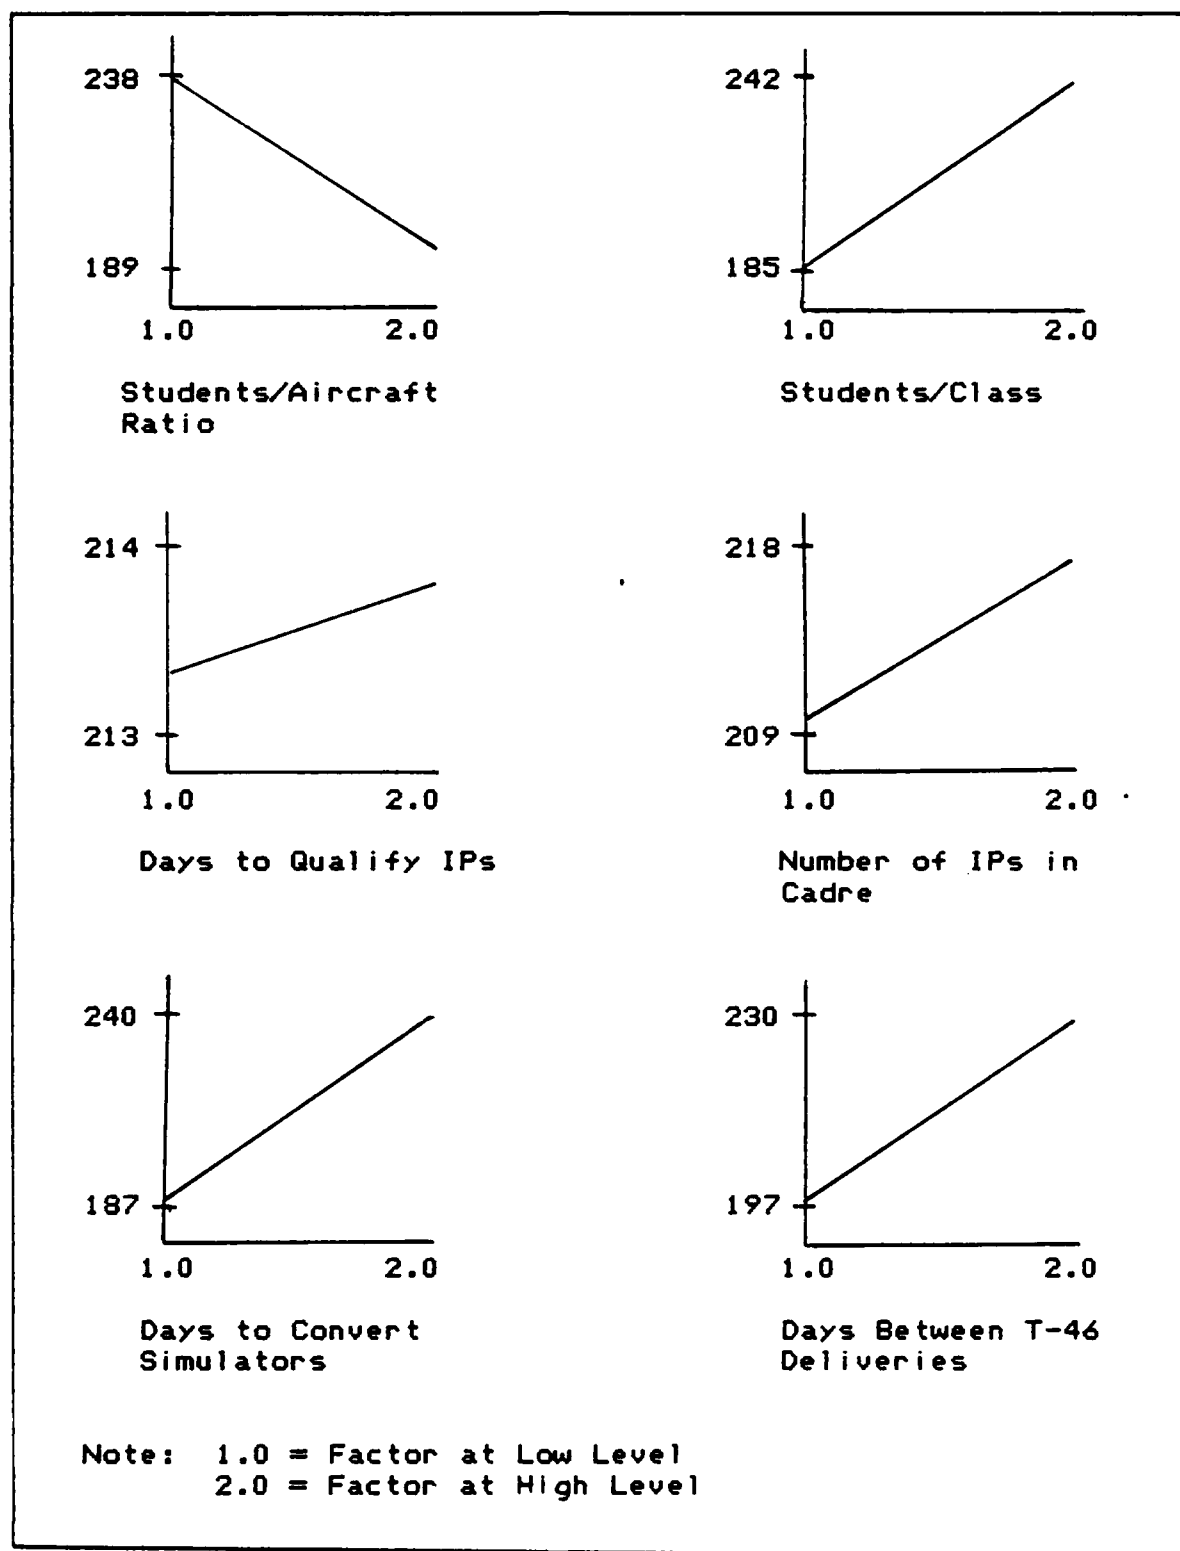 238
189
1.0 2.0
Students/Aircraft
Ratio
242
185
1.0 2.0
Students/Class
214
213
1.0 2.0
Days to Qualify IPs
218
209
1.0 2.0
Number of IPs in
Cadre
240
187
1.0 2.0
Days to Convert
Simulators
230
197
1.0 2.0
Days Between T-46
Deliveries
Note: 1.0 = Factor at Low Level
2.0 = Factor at High Level